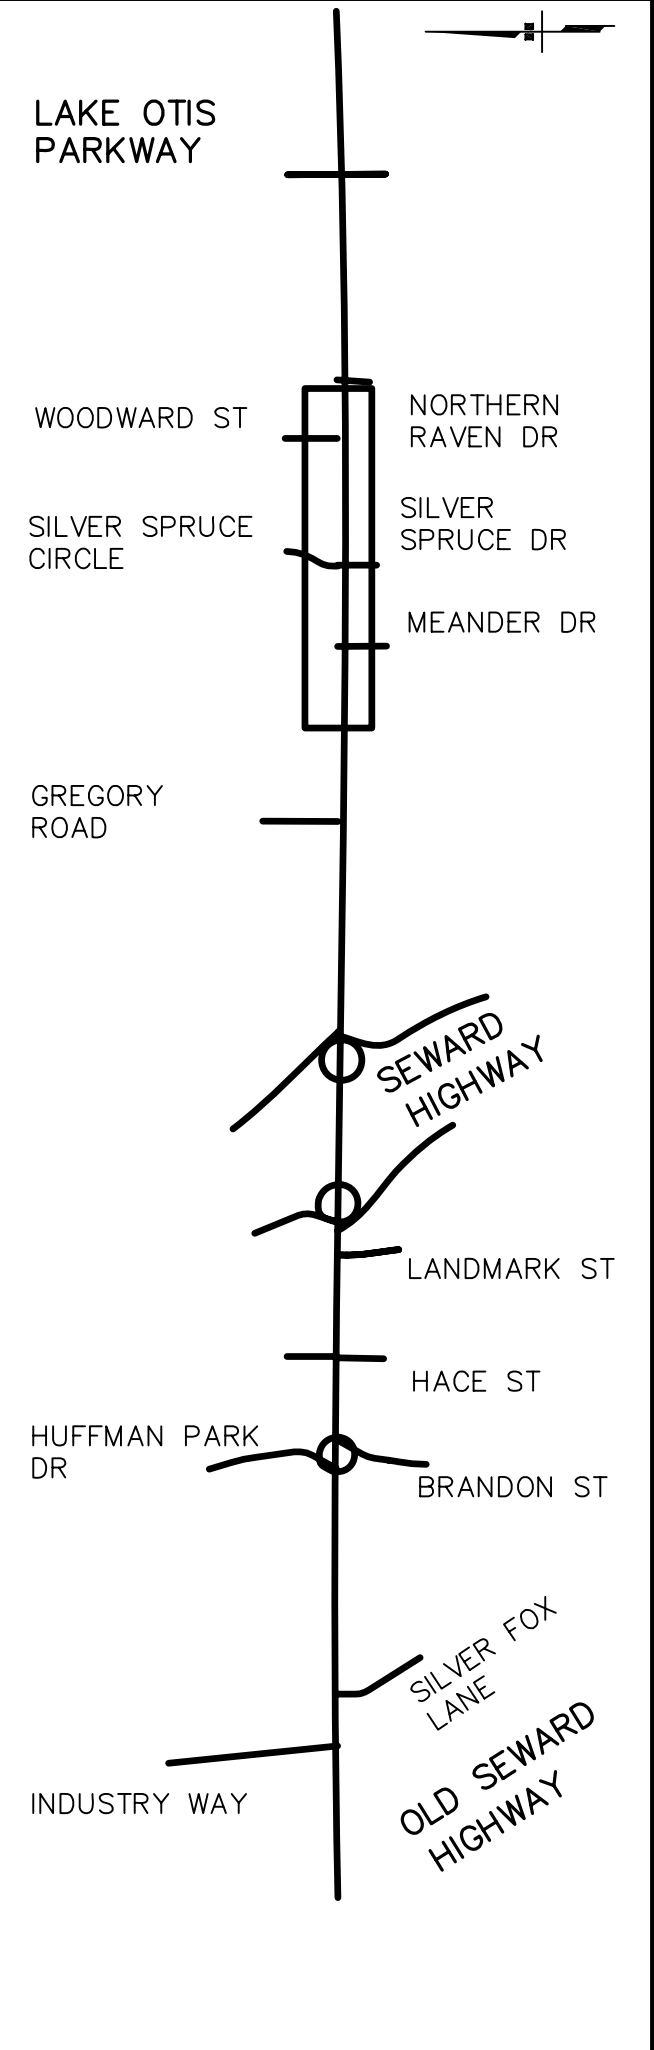 LAKE OTIS
PARKWAY
WOODWARD ST
NORTHERN
RAVEN DR
SILVER SPRUCE
CIRCLE
SILVER
SPRUCE DR
MEANDER DR
GREGORY
ROAD
SEWARD
HIGHWAY
LANDMARK ST
HACE ST
HUFFMAN PARK
DR
BRANDON ST
SILVER FOX
LANE
INDUSTRY WAY
OLD SEWARD
HIGHWAY